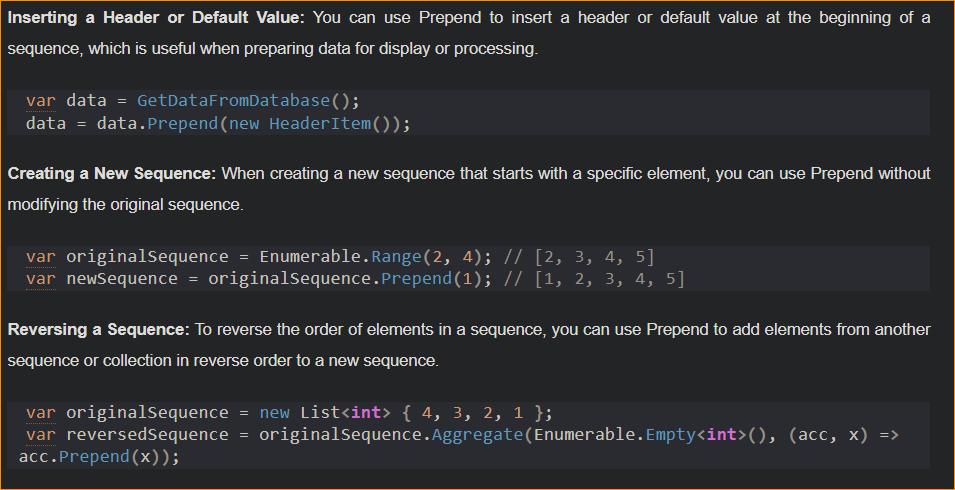 Inserting a Header or Default Value: You can use Prepend to insert a header or default value at the beginning of a
sequence, which is useful when preparing data for display or processing.
var data = GetDataFromDatabase();
data = data.Prepend(new HeaderItem());
Creating a New Sequence: When creating a new sequence that starts with a specific element, you can use Prepend without
modifying the original sequence.
var originalSequence = Enumerable.Range(2, 4); // [2, 3, 4, 5]
var newSequence = originalSequence.Prepend(1); // [1, 2, 3, 4, 5]
Reversing a Sequence: To reverse the order of elements in a sequence, you can use Prepend to add elements from another
sequence or collection in reverse order to a new sequence.
var originalSequence = new List<int> { 4, 3, 2, 1 };
var reversedSequence = originalSequence.Aggregate(Enumerable.Empty<int>(), (acc, x) =>
acc.Prepend(x));